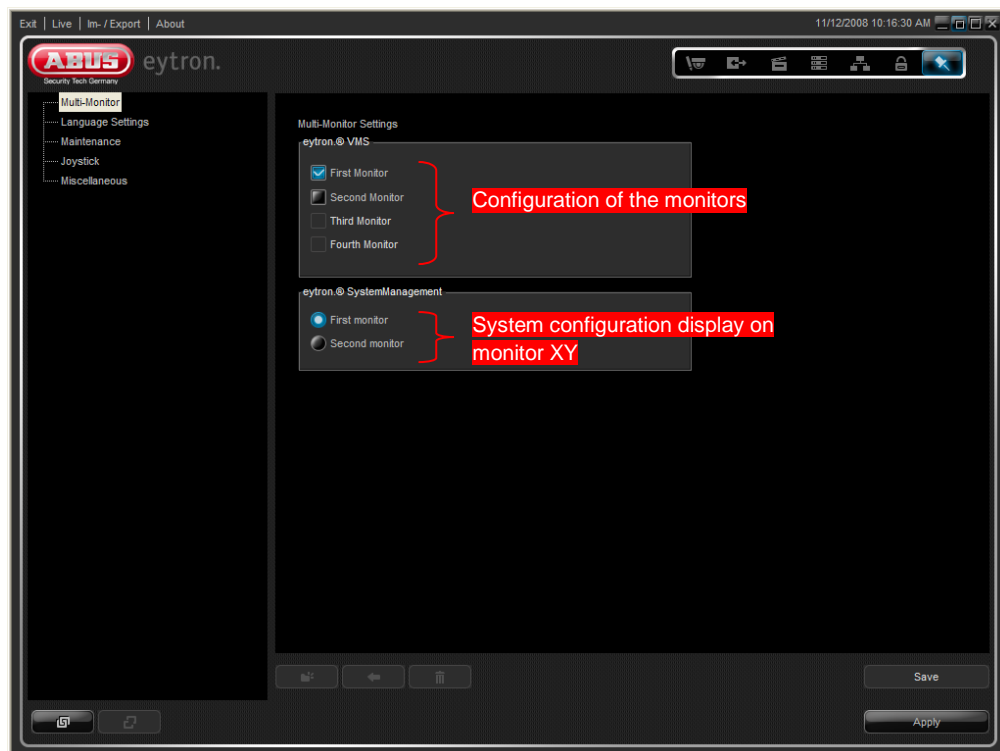 Exit | Live | Im- / Export | About
11/12/2008 10:16:30 AM
ABUS
Security Tech Germany
eytron.
Multi-Monitor
Language Settings
Maintenance
Joystick
Miscellaneous
Multi-Monitor Settings
eytron.® VMS
First Monitor
Second Monitor
Third Monitor
Fourth Monitor
Configuration of the monitors
eytron.® SystemManagement
First monitor
Second monitor
System configuration display on
monitor XY
Save
Apply